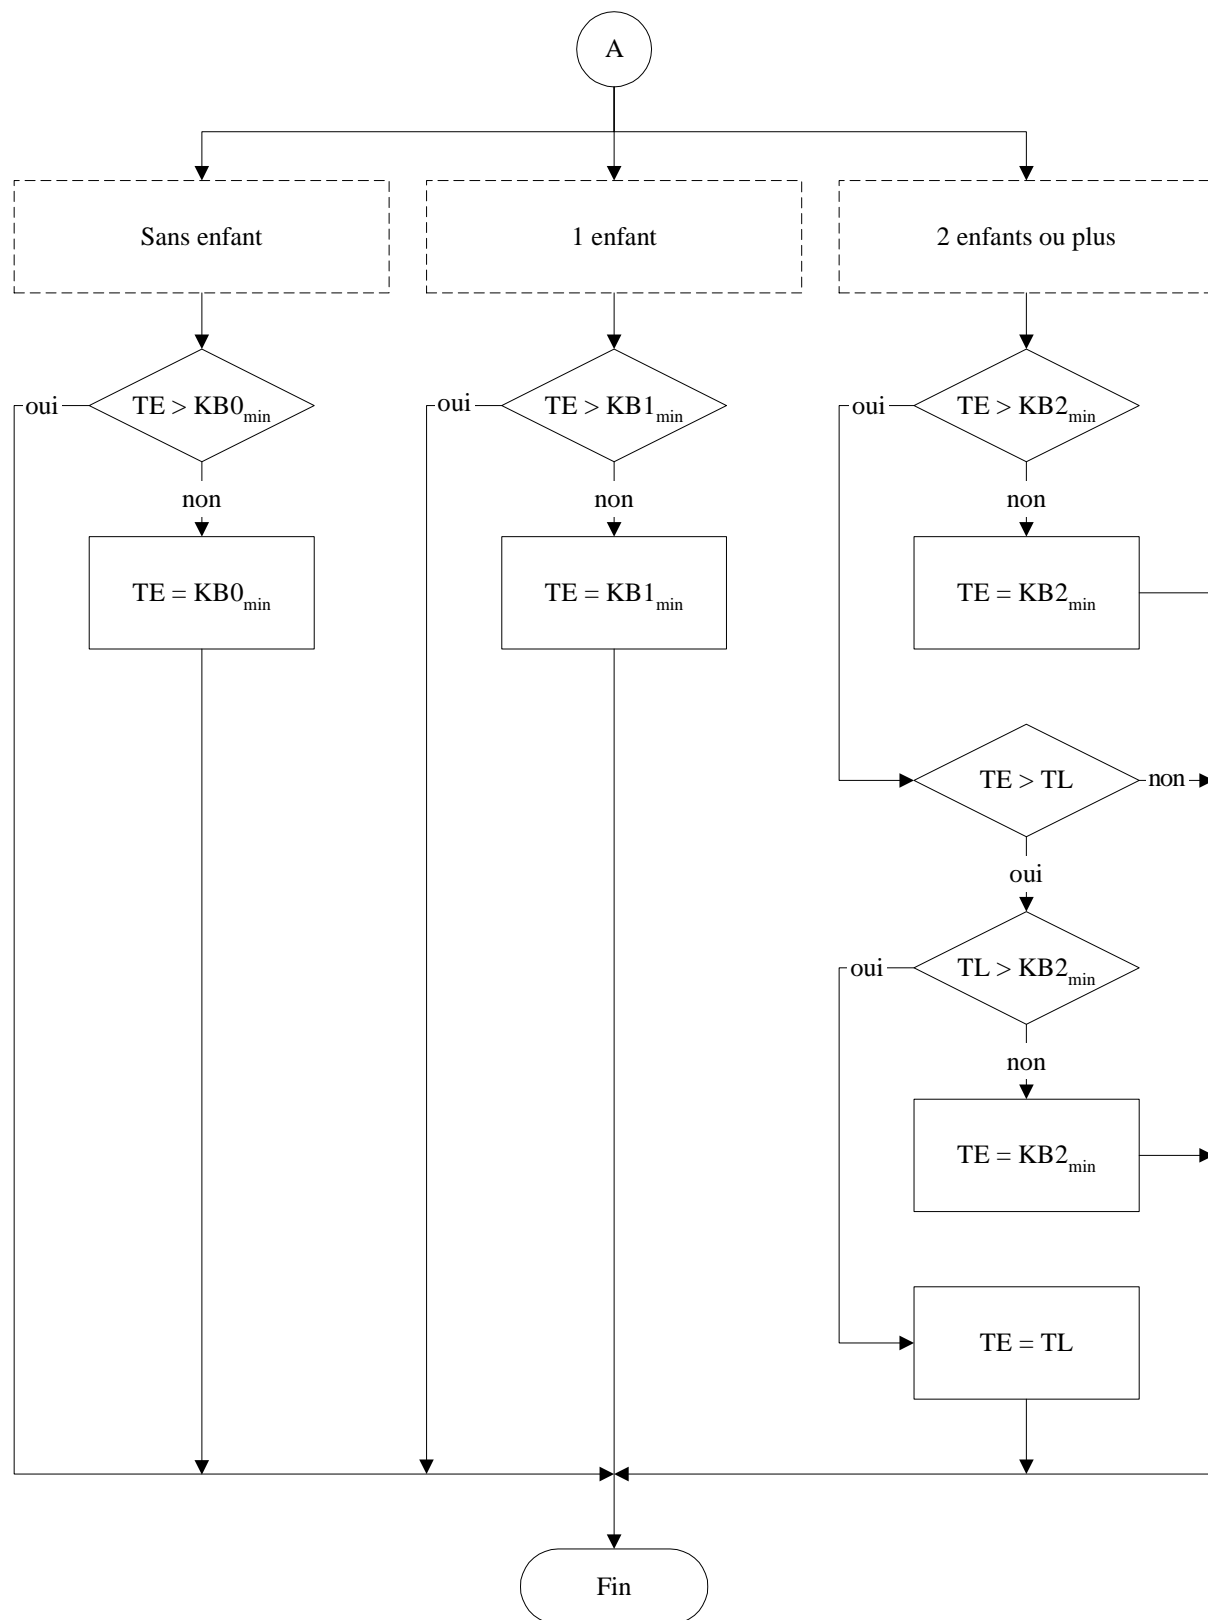 A
Sans enfant
1 enfant
2 enfants ou plus
oui
TE > KB0min
oui
TE > KB1min
oui
TE > KB2min
non
non
non
TE = KB0min
TE = KB1min
TE = KB2min
TE > TL
non
oui
oui
TL > KB2min
non
TE = KB2min
TE = TL
Fin